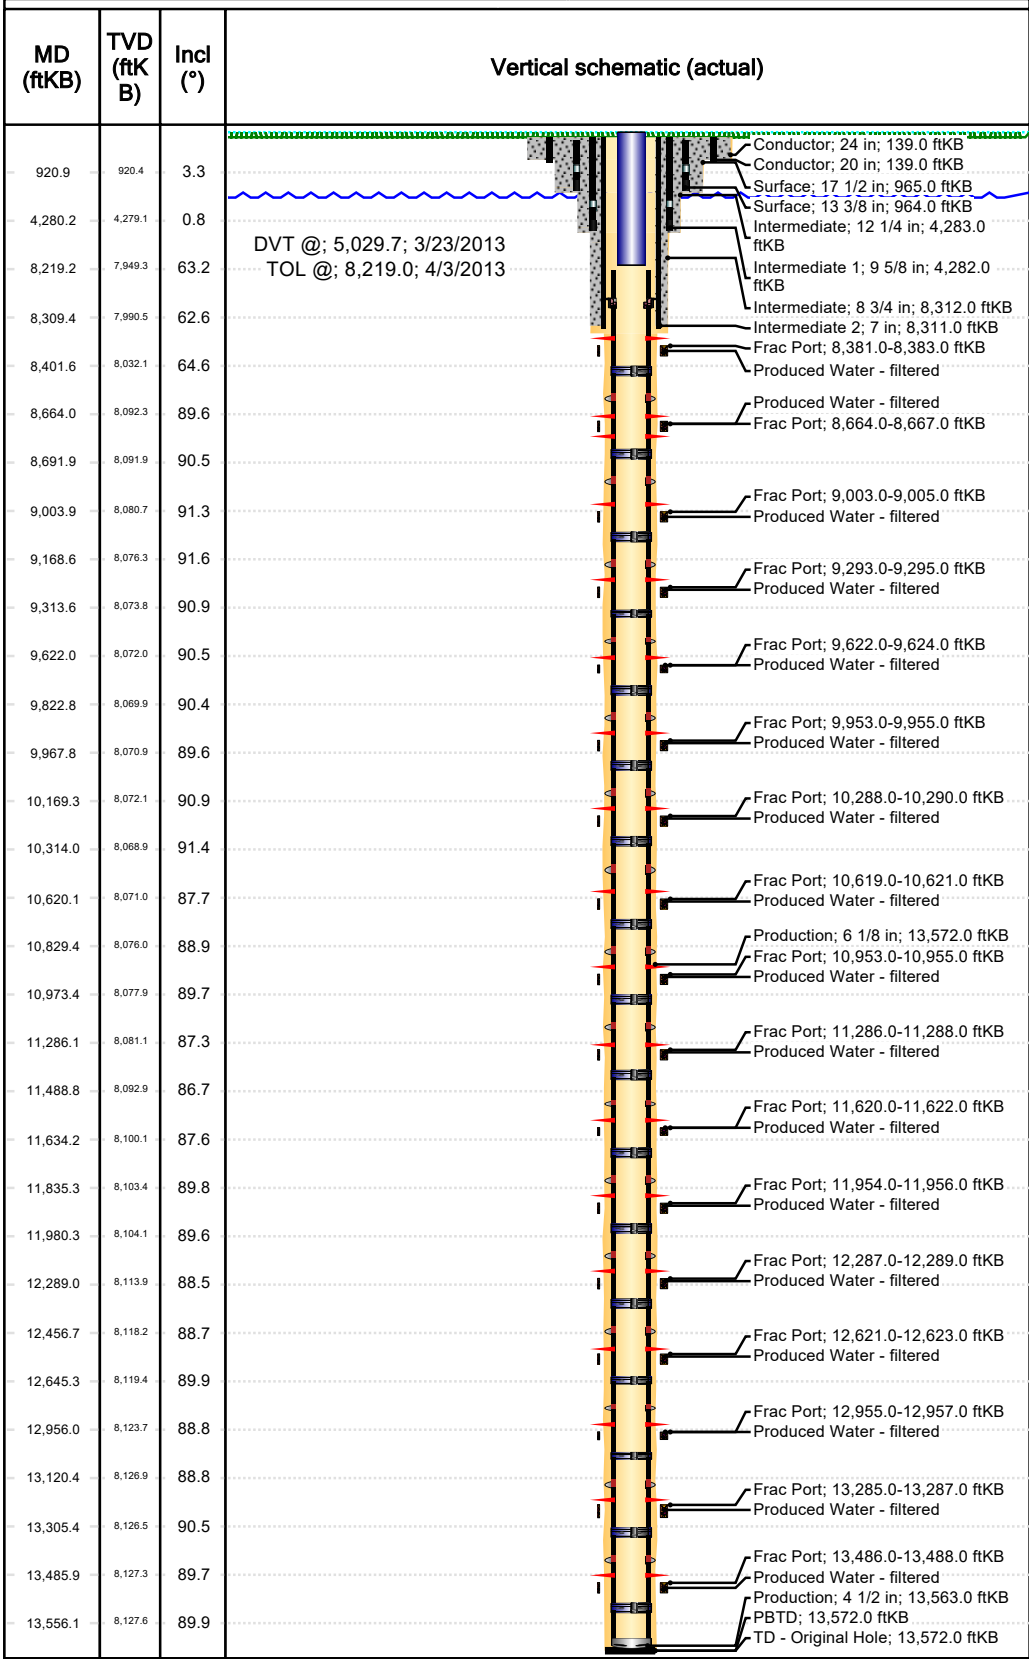 MD (ftKB)
TVD (ftK B)
Incl (°)
Vertical schematic (actual)
920.9 920.4 3.3
4,280.2 4,279.1 0.8
8,219.2 7,949.3 63.2
8,309.4 7,990.5 62.6
8,401.6 8,032.1 64.6
8,664.0 8,092.3 89.6
8,691.9 8,091.9 90.5
9,003.9 8,080.7 91.3
9,168.6 8,076.3 91.6
9,313.6 8,073.8 90.9
9,622.0 8,072.0 90.5
9,822.8 8,069.9 90.4
9,967.8 8,070.9 89.6
10,169.3 8,072.1 90.9
10,314.0 8,068.9 91.4
10,620.1 8,071.0 87.7
10,829.4 8,076.0 88.9
10,973.4 8,077.9 89.7
11,286.1 8,081.1 87.3
11,488.8 8,092.9 86.7
11,634.2 8,100.1 87.6
11,835.3 8,103.4 89.8
11,980.3 8,104.1 89.6
12,289.0 8,113.9 88.5
12,456.7 8,118.2 88.7
12,645.3 8,119.4 89.9
12,956.0 8,123.7 88.8
13,120.4 8,126.9 88.8
13,305.4 8,126.5 90.5
13,485.9 8,127.3 89.7
13,556.1 8,127.6 89.9
DVT @; 5,029.7; 3/23/2013
TOL @; 8,219.0; 4/3/2013
Conductor; 24 in; 139.0 ftKB
Conductor; 20 in; 139.0 ftKB
Surface; 17 1/2 in; 965.0 ftKB
Surface; 13 3/8 in; 964.0 ftKB
Intermediate; 12 1/4 in; 4,283.0
ftKB
Intermediate 1; 9 5/8 in; 4,282.0
ftKB
Intermediate; 8 3/4 in; 8,312.0 ftKB
Intermediate 2; 7 in; 8,311.0 ftKB
Frac Port; 8,381.0-8,383.0 ftKB
Produced Water - filtered
Produced Water - filtered
Frac Port; 8,664.0-8,667.0 ftKB
Frac Port; 9,003.0-9,005.0 ftKB
Produced Water - filtered
Frac Port; 9,293.0-9,295.0 ftKB
Produced Water - filtered
Frac Port; 9,622.0-9,624.0 ftKB
Produced Water - filtered
Frac Port; 9,953.0-9,955.0 ftKB
Produced Water - filtered
Frac Port; 10,288.0-10,290.0 ftKB
Produced Water - filtered
Frac Port; 10,619.0-10,621.0 ftKB
Produced Water - filtered
Production; 6 1/8 in; 13,572.0 ftKB
Frac Port; 10,953.0-10,955.0 ftKB
Produced Water - filtered
Frac Port; 11,286.0-11,288.0 ftKB
Produced Water - filtered
Frac Port; 11,620.0-11,622.0 ftKB
Produced Water - filtered
Frac Port; 11,954.0-11,956.0 ftKB
Produced Water - filtered
Frac Port; 12,287.0-12,289.0 ftKB
Produced Water - filtered
Frac Port; 12,621.0-12,623.0 ftKB
Produced Water - filtered
Frac Port; 12,955.0-12,957.0 ftKB
Produced Water - filtered
Frac Port; 13,285.0-13,287.0 ftKB
Produced Water - filtered
Frac Port; 13,486.0-13,488.0 ftKB
Produced Water - filtered
Production; 4 1/2 in; 13,563.0 ftKB
PBTD; 13,572.0 ftKB
TD - Original Hole; 13,572.0 ftKB